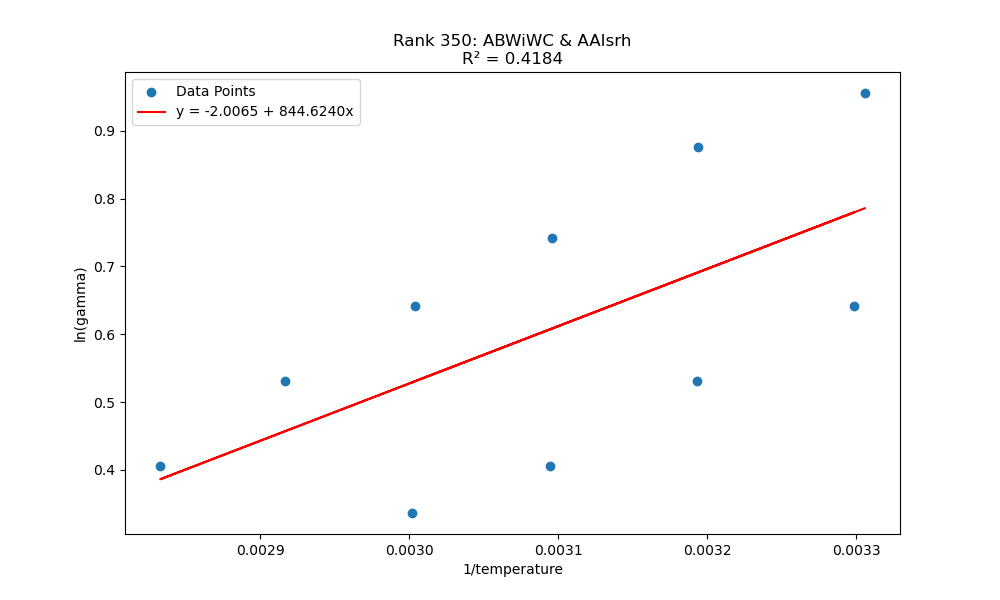 Rank 350: ABWiWC & AAIsrh
R² = 0.4184
Data Points
y = -2.0065 + 844.6240x
ln(gamma)
0.9
0.8
0.7
0.6
0.5
0.4
0.0029 0.0030 0.0031 0.0032 0.0033
1/temperature